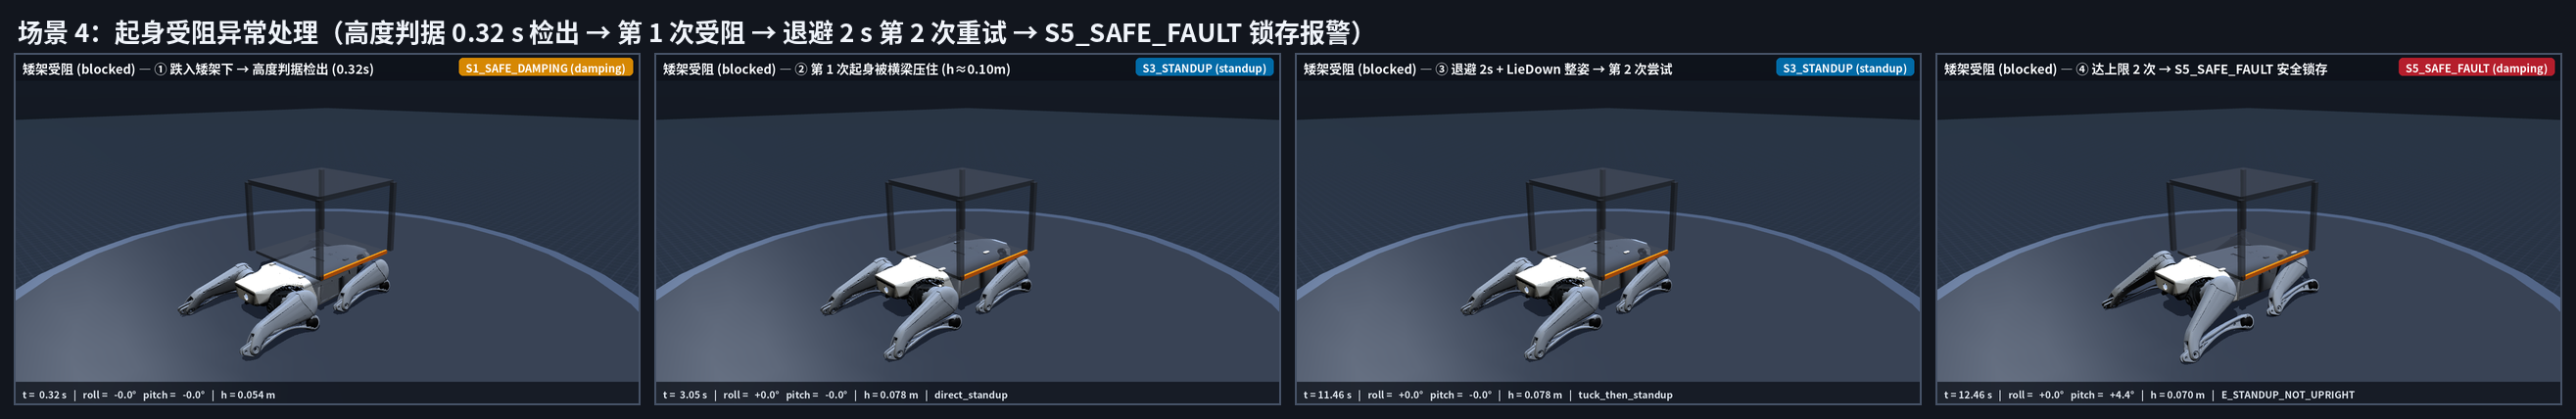 场景 4：起身受阻异常处理（高度判据 0.32 s 检出 → 第 1 次受阻 → 退避 2 s 第 2 次重试 → S5_SAFE_FAULT 锁存报警）
矮架受阻 (blocked) — ① 跌入矮架下 → 高度判据检出 (0.32s)
S1_SAFE_DAMPING (damping)
t = 0.32 s | roll = -0.0° pitch = -0.0° | h = 0.054 m
矮架受阻 (blocked) — ② 第 1 次起身被横梁压住 (h≈0.10m)
S3_STANDUP (standup)
t = 3.05 s | roll = +0.0° pitch = -0.0° | h = 0.078 m | direct_standup
矮架受阻 (blocked) — ③ 退避 2s + LieDown 整姿 → 第 2 次尝试
S3_STANDUP (standup)
t = 11.46 s | roll = +0.0° pitch = -0.0° | h = 0.078 m | tuck_then_standup
矮架受阻 (blocked) — ④ 达上限 2 次 → S5_SAFE_FAULT 安全锁存
S5_SAFE_FAULT (damping)
t = 12.46 s | roll = +0.0° pitch = +4.4° | h = 0.070 m | E_STANDUP_NOT_UPRIGHT